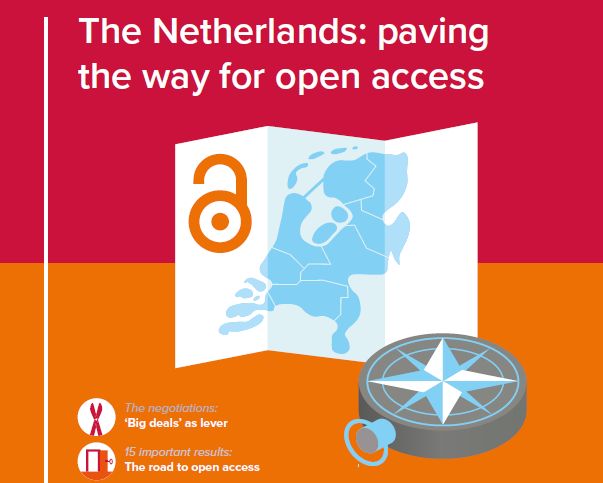 The Netherlands: paving
the way for open access
The negotiations:
‘Big deals’ as lever
15 important results:
The road to open access